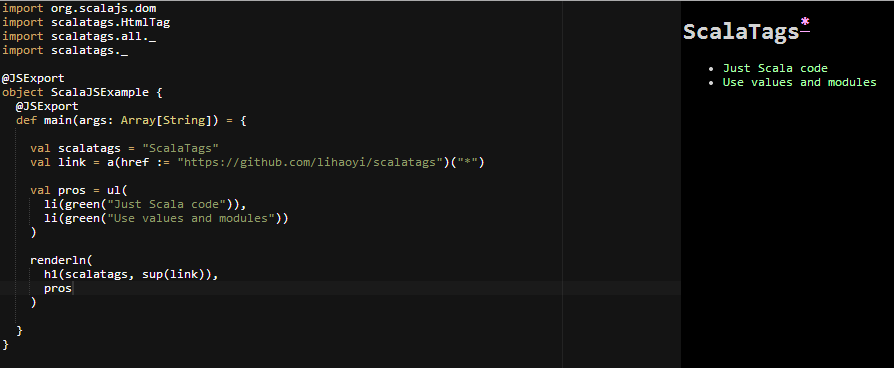 import org.scalajs.dom
import scalatags.HtmlTag
import scalatags.all._
import scalatags._
@JSExport
object ScalaJSExample {
@JSExport
def main(args: Array[String]) = {
val scalatags = "ScalaTags"
val link = a(href := "https://github.com/lihaoyi/scalatags")("*")
val pros = ul(
li(green("Just Scala code")),
li(green("Use values and modules"))
)
renderln(
h1(scalatags, sup(link)),
pros
)
}
}
ScalaTags*
• Just Scala code
• Use values and modules